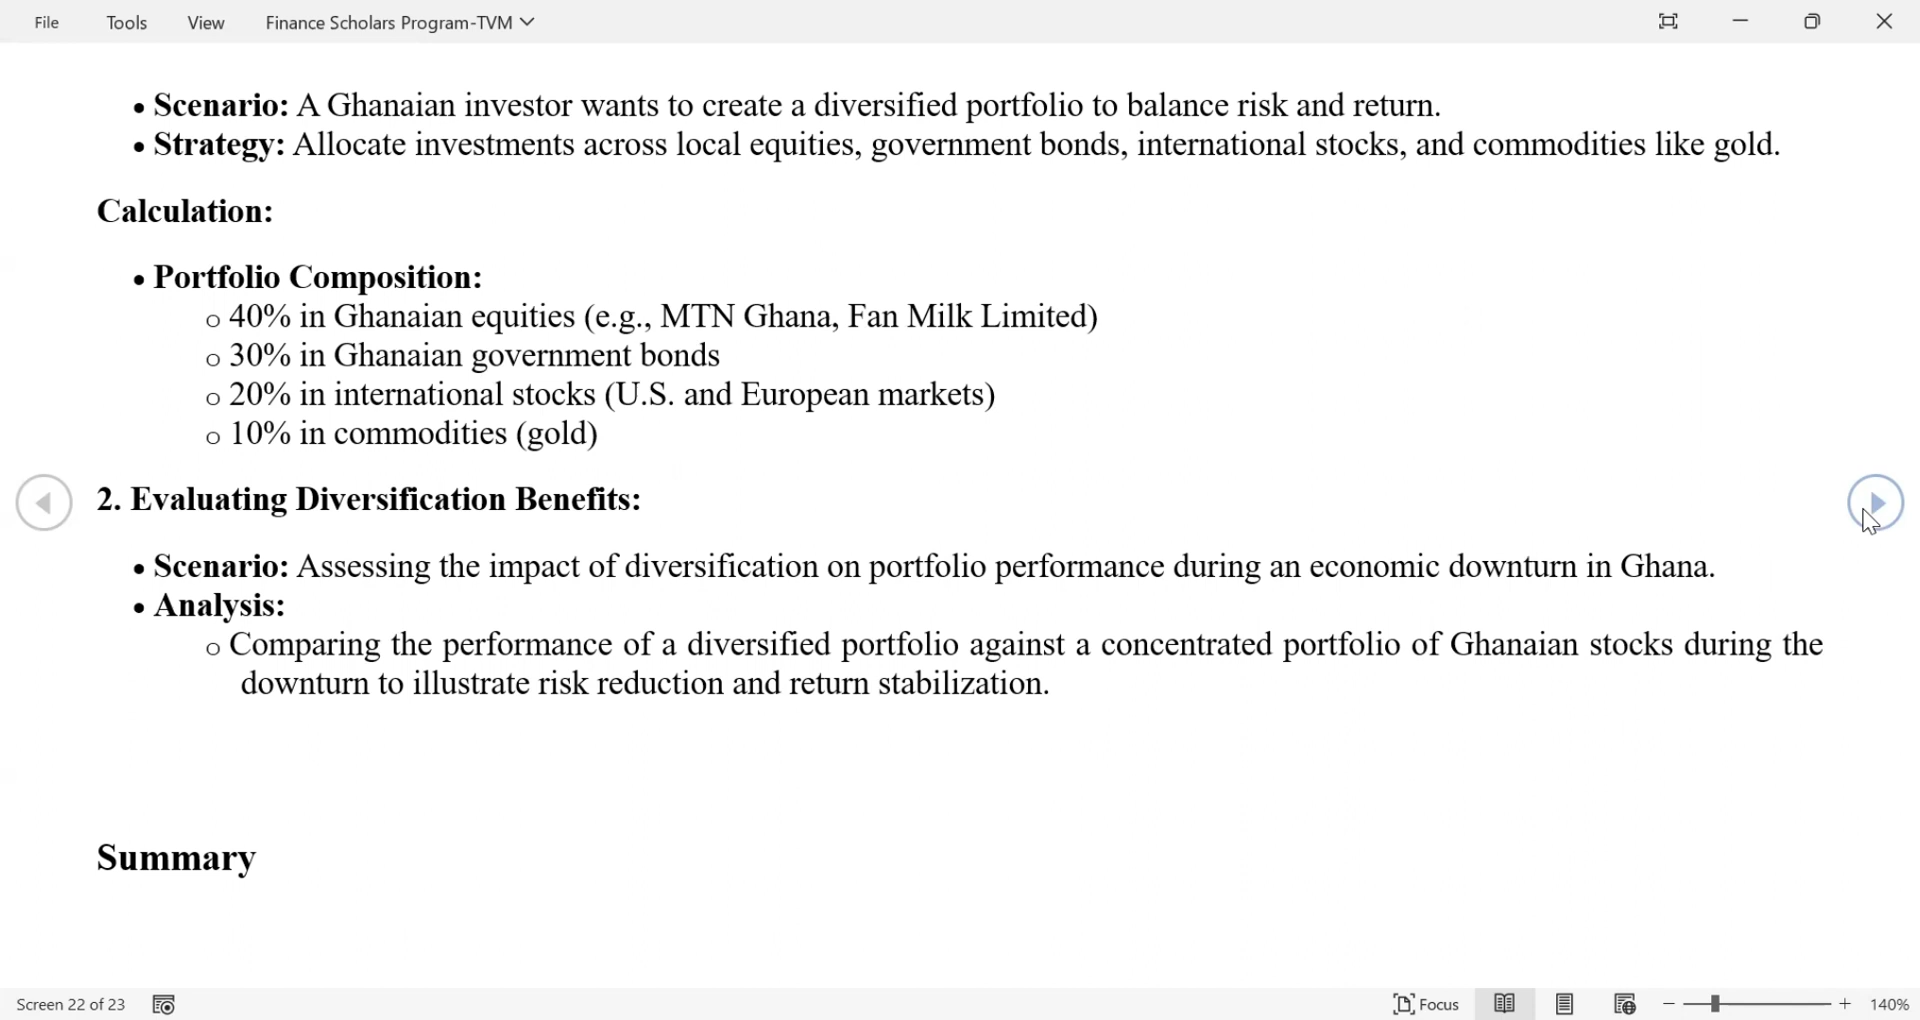 File Tools View Finance Scholars Program-TVM
• Scenario: A Ghanaian investor wants to create a diversified portfolio to balance risk and return.
• Strategy: Allocate investments across local equities, government bonds, international stocks, and commodities like gold.
Calculation:
• Portfolio Composition:
o 40% in Ghanaian equities (e.g., MTN Ghana, Fan Milk Limited)
o 30% in Ghanaian government bonds
o 20% in international stocks (U.S. and European markets)
o 10% in commodities (gold)
2. Evaluating Diversification Benefits:
• Scenario: Assessing the impact of diversification on portfolio performance during an economic downturn in Ghana.
• Analysis:
o Comparing the performance of a diversified portfolio against a concentrated portfolio of Ghanaian stocks during the
downturn to illustrate risk reduction and return stabilization.
Summary
Screen 22 of 23 Focus 140%